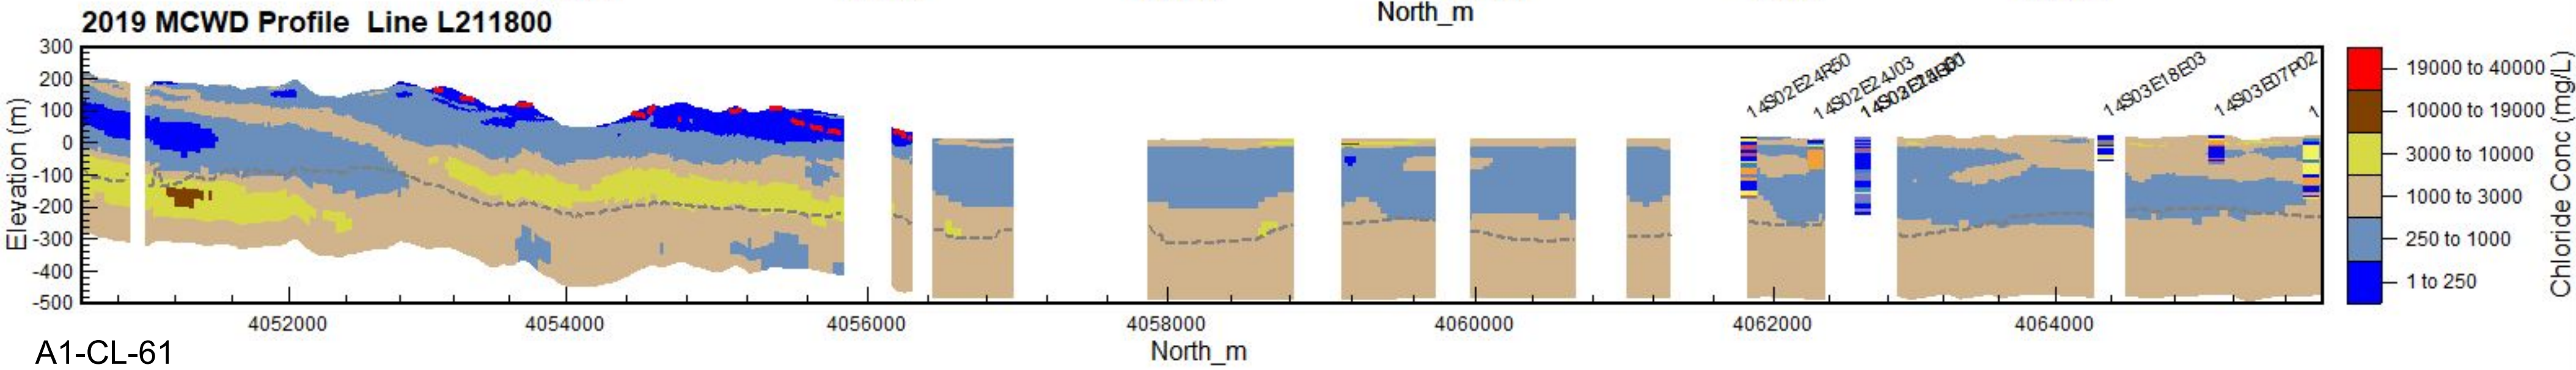 North_m
2019 MCWD Profile Line L211800
300
200
100
0
-100
-200
-300
-400
-500
Elevation (m)
14S02E24R50
14S02E24J03
14S03E18E03
14S03E07P02
1
4052000
4054000
4056000
4058000
4060000
4062000
4064000
North_m
19000 to 40000
10000 to 19000
3000 to 10000
1000 to 3000
250 to 1000
1 to 250
Chloride Conc (mg/L)
A1-CL-61